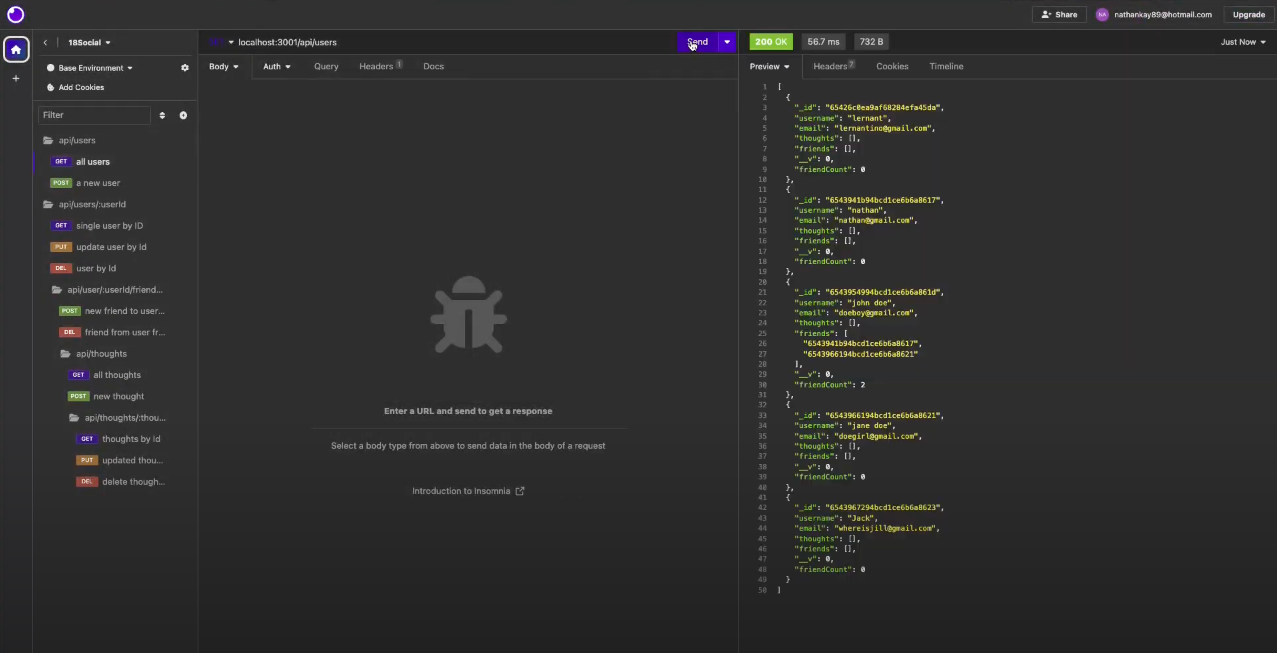 Share
NA
nathankay89@hotmail.com
Upgrade
18Social
Base Environment
Add Cookies
Filter
api/users
GET all users
POST a new user
api/users/:userId
GET single user by ID
PUT update user by Id
DEL user by Id
api/user/:userId/friend...
POST new friend to user...
DEL friend from user fr...
api/thoughts
GET all thoughts
POST new thought
api/thoughts/:thou...
GET thoughts by Id
PUT updated thou...
DEL delete though...
localhost:3001/api/users
Send
Body
Auth
Query
Headers 1
Docs
Enter a URL and send to get a response
Select a body type from above to send data in the body of a request
Introduction to Insomnia
200 OK
56.7 ms
732 B
Just Now
Preview
Headers 7
Cookies
Timeline
1 [
2 {
3 "_id": "65426c0ea9af68284efa45da",
4 "username": "lernant",
5 "email": "lernantino@gmail.com",
6 "thoughts": [],
7 "friends": [],
8 "__v": 0,
9 "friendCount": 0
10 },
11 {
12 "_id": "6543941b94bcd1ce6b6a8617",
13 "username": "nathan",
14 "email": "nathan@gmail.com",
15 "thoughts": [],
16 "friends": [],
17 "__v": 0,
18 "friendCount": 0
19 },
20 {
21 "_id": "6543954994bcd1ce6b6a861d",
22 "username": "john doe",
23 "email": "doeboy@gmail.com",
24 "thoughts": [],
25 "friends": [
26 "6543941b94bcd1ce6b6a8617",
27 "6543966194bcd1ce6b6a8621"
28 ],
29 "__v": 0,
30 "friendCount": 2
31 },
32 {
33 "_id": "6543966194bcd1ce6b6a8621",
34 "username": "jane doe",
35 "email": "doegirl@gmail.com",
36 "thoughts": [],
37 "friends": [],
38 "__v": 0,
39 "friendCount": 0
40 },
41 {
42 "_id": "6543967294bcd1ce6b6a8623",
43 "username": "Jack",
44 "email": "whereisjill@gmail.com",
45 "thoughts": [],
46 "friends": [],
47 "__v": 0,
48 "friendCount": 0
49 }
50 ]